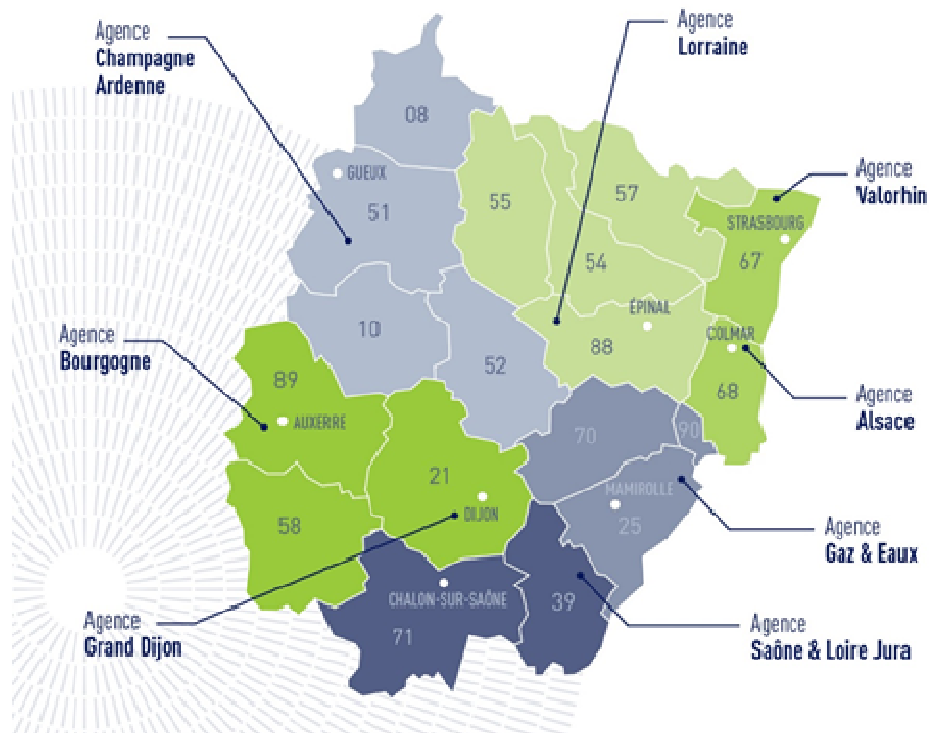 Agence
Champagne
Ardenne
Agence
Lorraine
08
GUEUX
51
55
57
Agence
Valorhin
STRASBOURG
67
54
10
ÉPINAL
88
COLMAR
52
68
Agence
Bourgogne
89
AUXERIRE
Agence
Alsace
70
90
21
DIJON
MAMIROLLE
25
58
Agence
Gaz & Eaux
CHALON-SUR-SAÔNE
39
71
Agence
Grand Dijon
Agence
Saône & Loire Jura